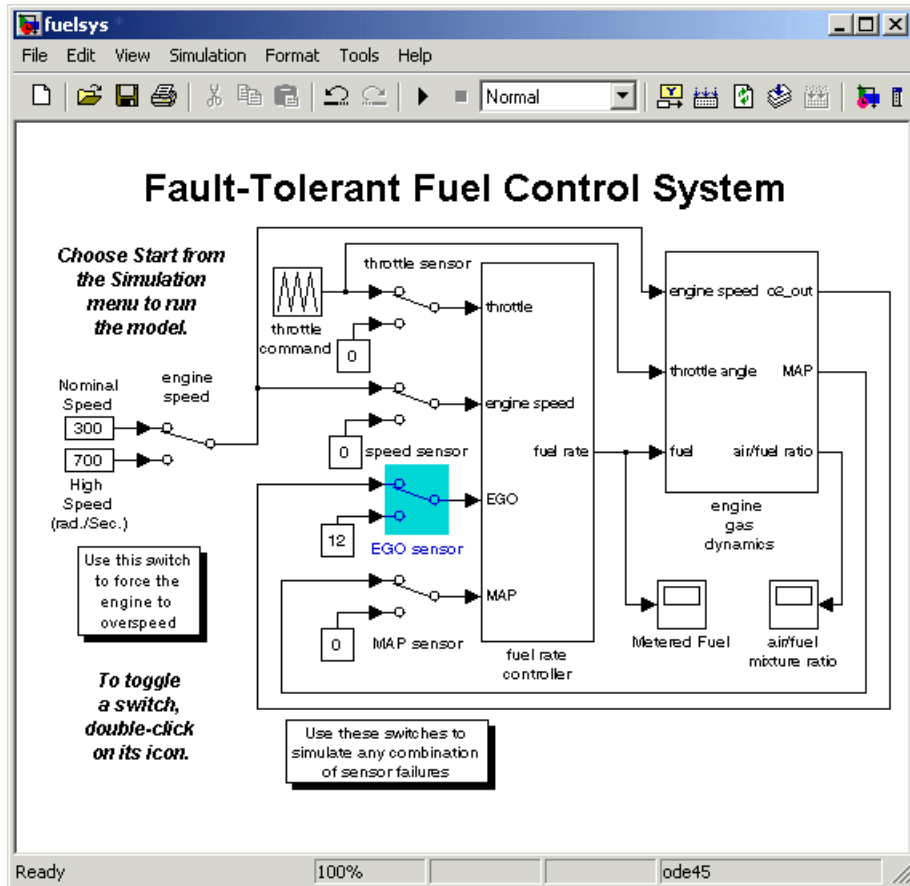 fuelsys *
File Edit View Simulation Format Tools Help
Normal
Fault-Tolerant Fuel Control System
Choose Start from
the Simulation
menu to run
the model.
throttle sensor
throttle
command
0
throttle
engine speed o2_out
throttle angle MAP
fuel air/fuel ratio
engine
gas
dynamics
Nominal
Speed
300
700
High
Speed
(rad./Sec.)
engine
speed
engine speed
0
speed sensor
fuel rate
EGO
12
EGO sensor
MAP
0
MAP sensor
fuel rate
controller
Metered Fuel
air/fuel
mixture ratio
Use this switch
to force the
engine to
overspeed
To toggle
a switch,
double-click
on its icon.
Use these switches to
simulate any combination
of sensor failures
Ready 100% ode45